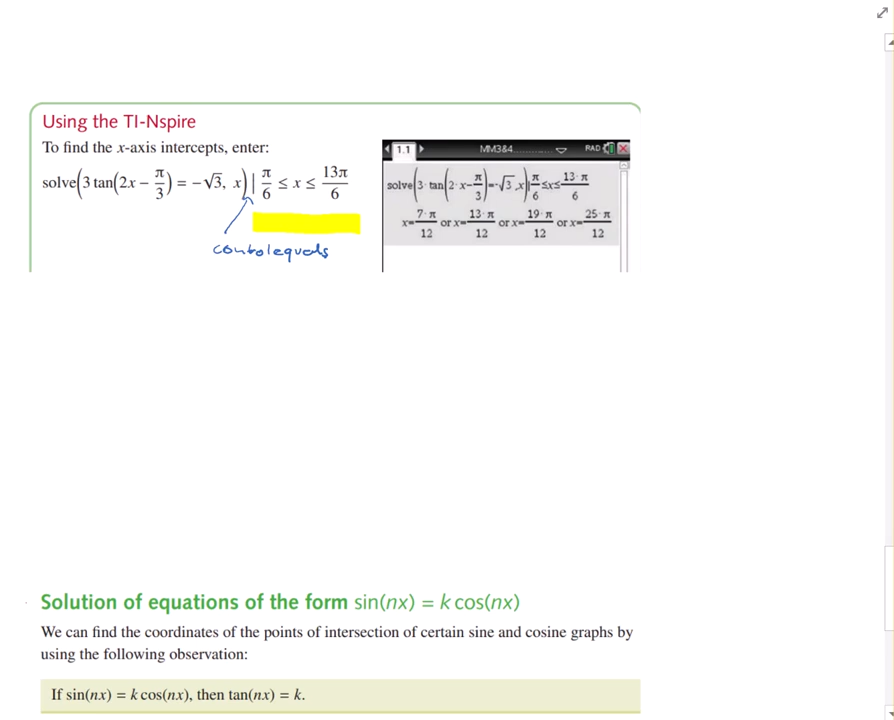 Using the TI-Nspire
To find the x-axis intercepts, enter:
solve(3 tan(2x − π/3) = −√3, x) | π/6 ≤ x ≤ 13π/6
control equals
1.1 MM3&4 RAD
solve(3·tan(2·x−π/3)=−√3,x)|π/6≤x≤13·π/6
x=7·π/12 or x=13·π/12 or x=19·π/12 or x=25·π/12
Solution of equations of the form sin(nx) = k cos(nx)
We can find the coordinates of the points of intersection of certain sine and cosine graphs by
using the following observation:
If sin(nx) = k cos(nx), then tan(nx) = k.